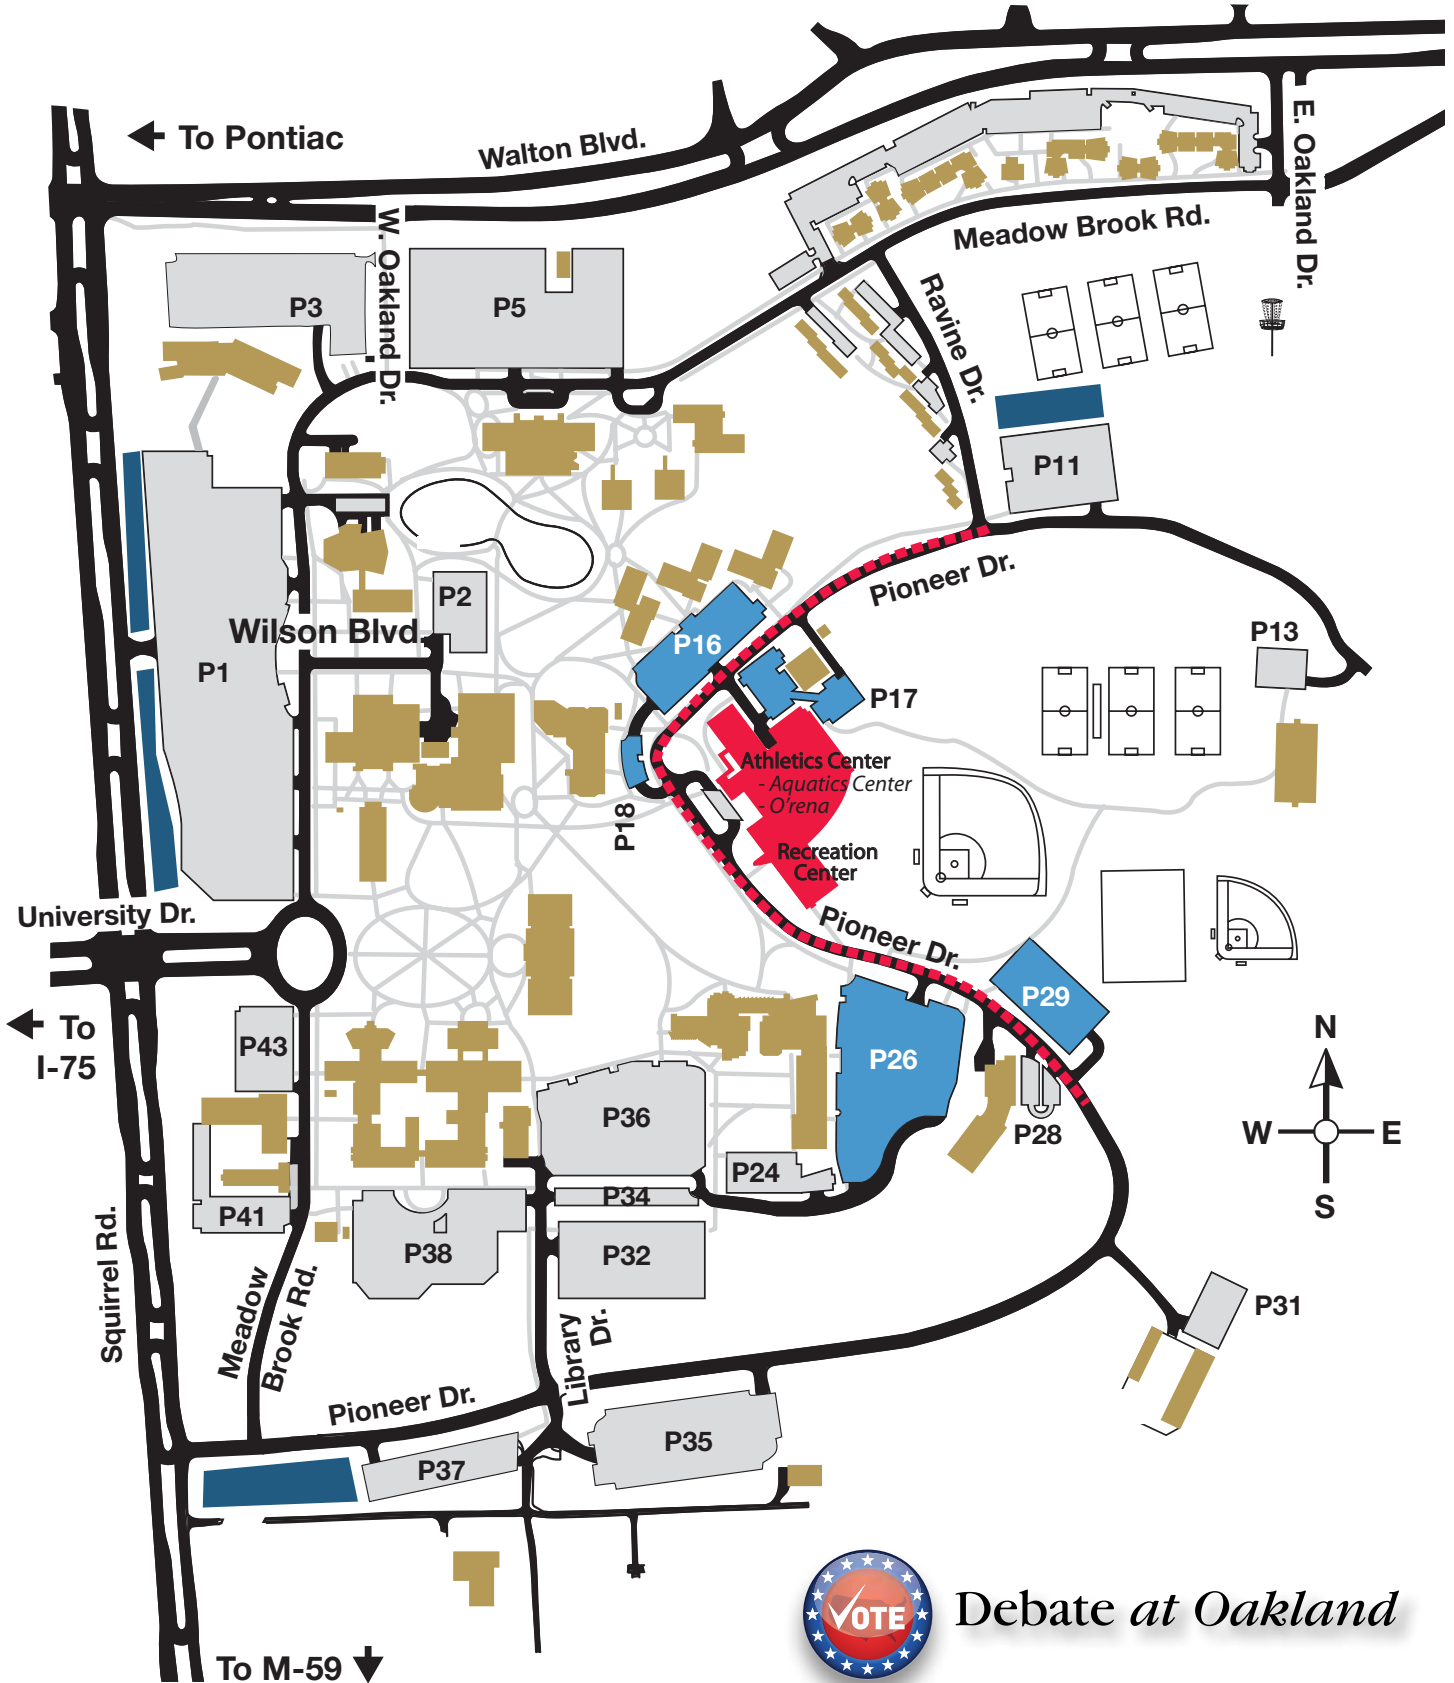 To Pontiac
Walton Blvd.
E. Oakland Dr.
W. Oakland Dr.
Meadow Brook Rd.
P3
P5
Ravine Dr.
P11
Pioneer Dr.
P2
Wilson Blvd.
P1
P16
P13
P17
Athletics Center
- Aquatics Center
- O'rena
P18
Recreation
Center
University Dr.
Pioneer Dr.
To
I-75
P43
P29
P26
N
W
E
S
P36
P28
P24
P34
P41
P38
P32
Squirrel Rd.
Meadow
Brook Rd.
Library
Dr.
P31
Pioneer Dr.
P35
P37
VOTE
Debate at Oakland
To M-59